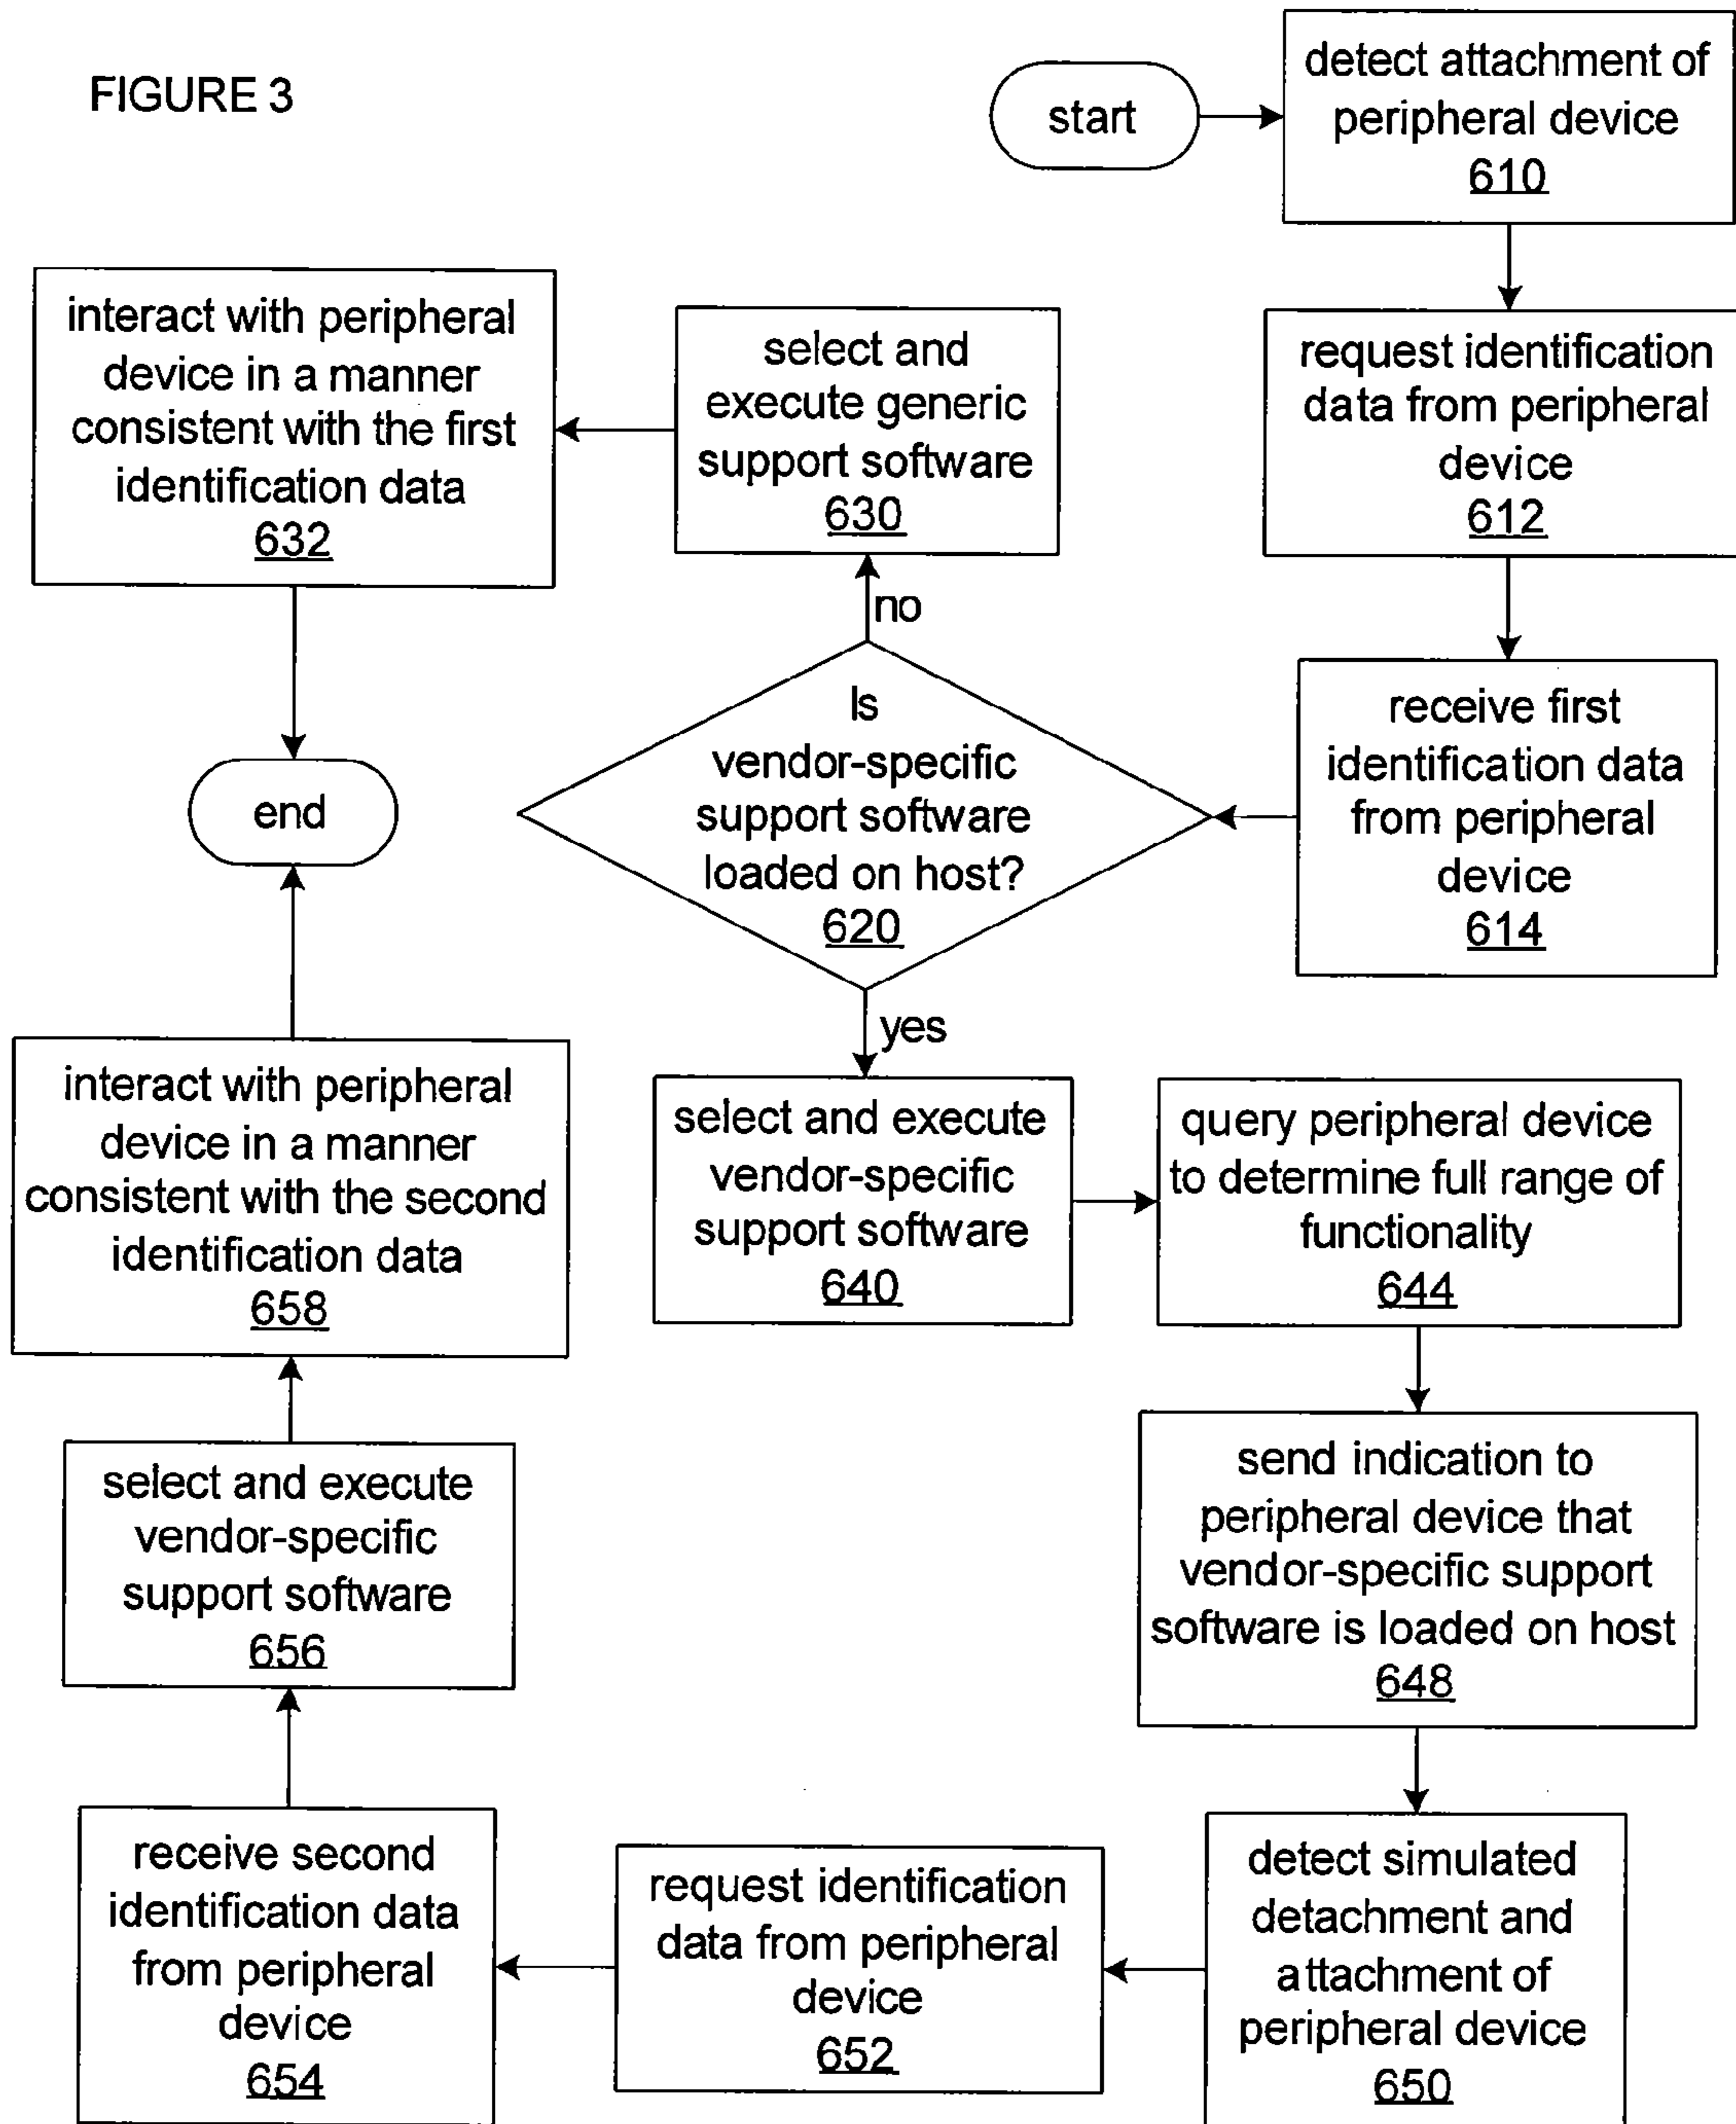 FIGURE 3
start
detect attachment of
peripheral device
610
request identification
data from peripheral
device
612
receive first
identification data
from peripheral
device
614
Is
vendor-specific
support software
loaded on host?
620
no
select and
execute generic
support software
630
interact with peripheral
device in a manner
consistent with the first
identification data
632
end
yes
select and execute
vendor-specific
support software
640
query peripheral device
to determine full range of
functionality
644
send indication to
peripheral device that
vendor-specific support
software is loaded on host
648
detect simulated
detachment and
attachment of
peripheral device
650
request identification
data from peripheral
device
652
receive second
identification data
from peripheral
device
654
select and execute
vendor-specific
support software
656
interact with peripheral
device in a manner
consistent with the second
identification data
658